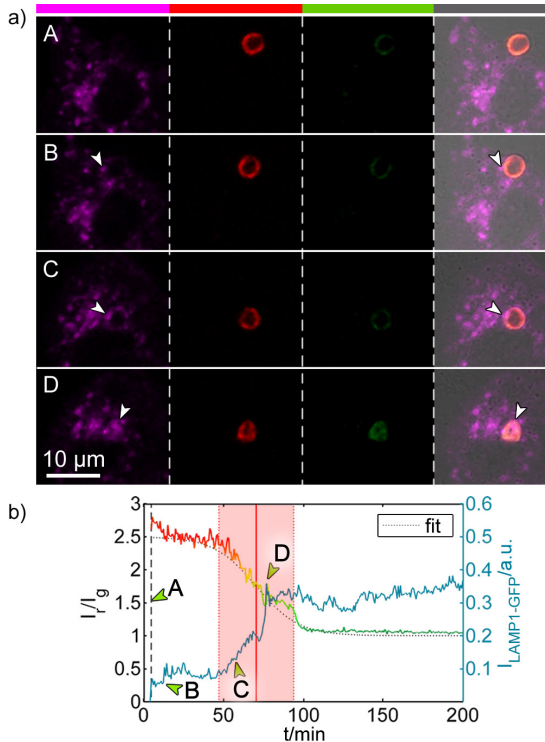 a)
A
B
C
D
10 µm
b)
3
2.5
2
1.5
1
0.5
0
I_r/I_g
0 50 100 150 200
t/min
0.6
0.5
0.4
0.3
0.2
0.1
I_LAMP1-GFP/a.u.
fit
A
B
C
D